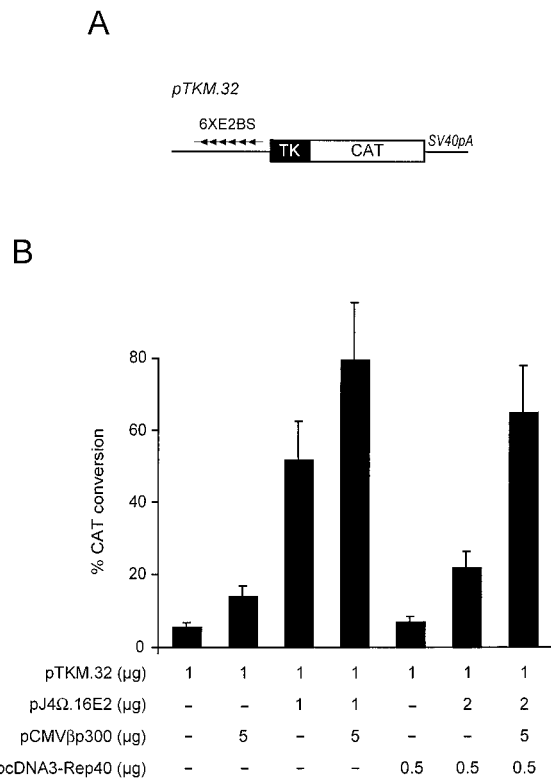 A
pTKM.32
6XE2BS
TK
CAT
SV40pA
B
% CAT conversion
80
60
40
20
0
pTKM.32 (µg) 1 1 1 1 1 1 1
pJ4Ω.16E2 (µg) – – 1 1 – 2 2
pCMVβp300 (µg) – 5 – 5 – – 5
pcDNA3-Rep40 (µg) – – – – 0.5 0.5 0.5